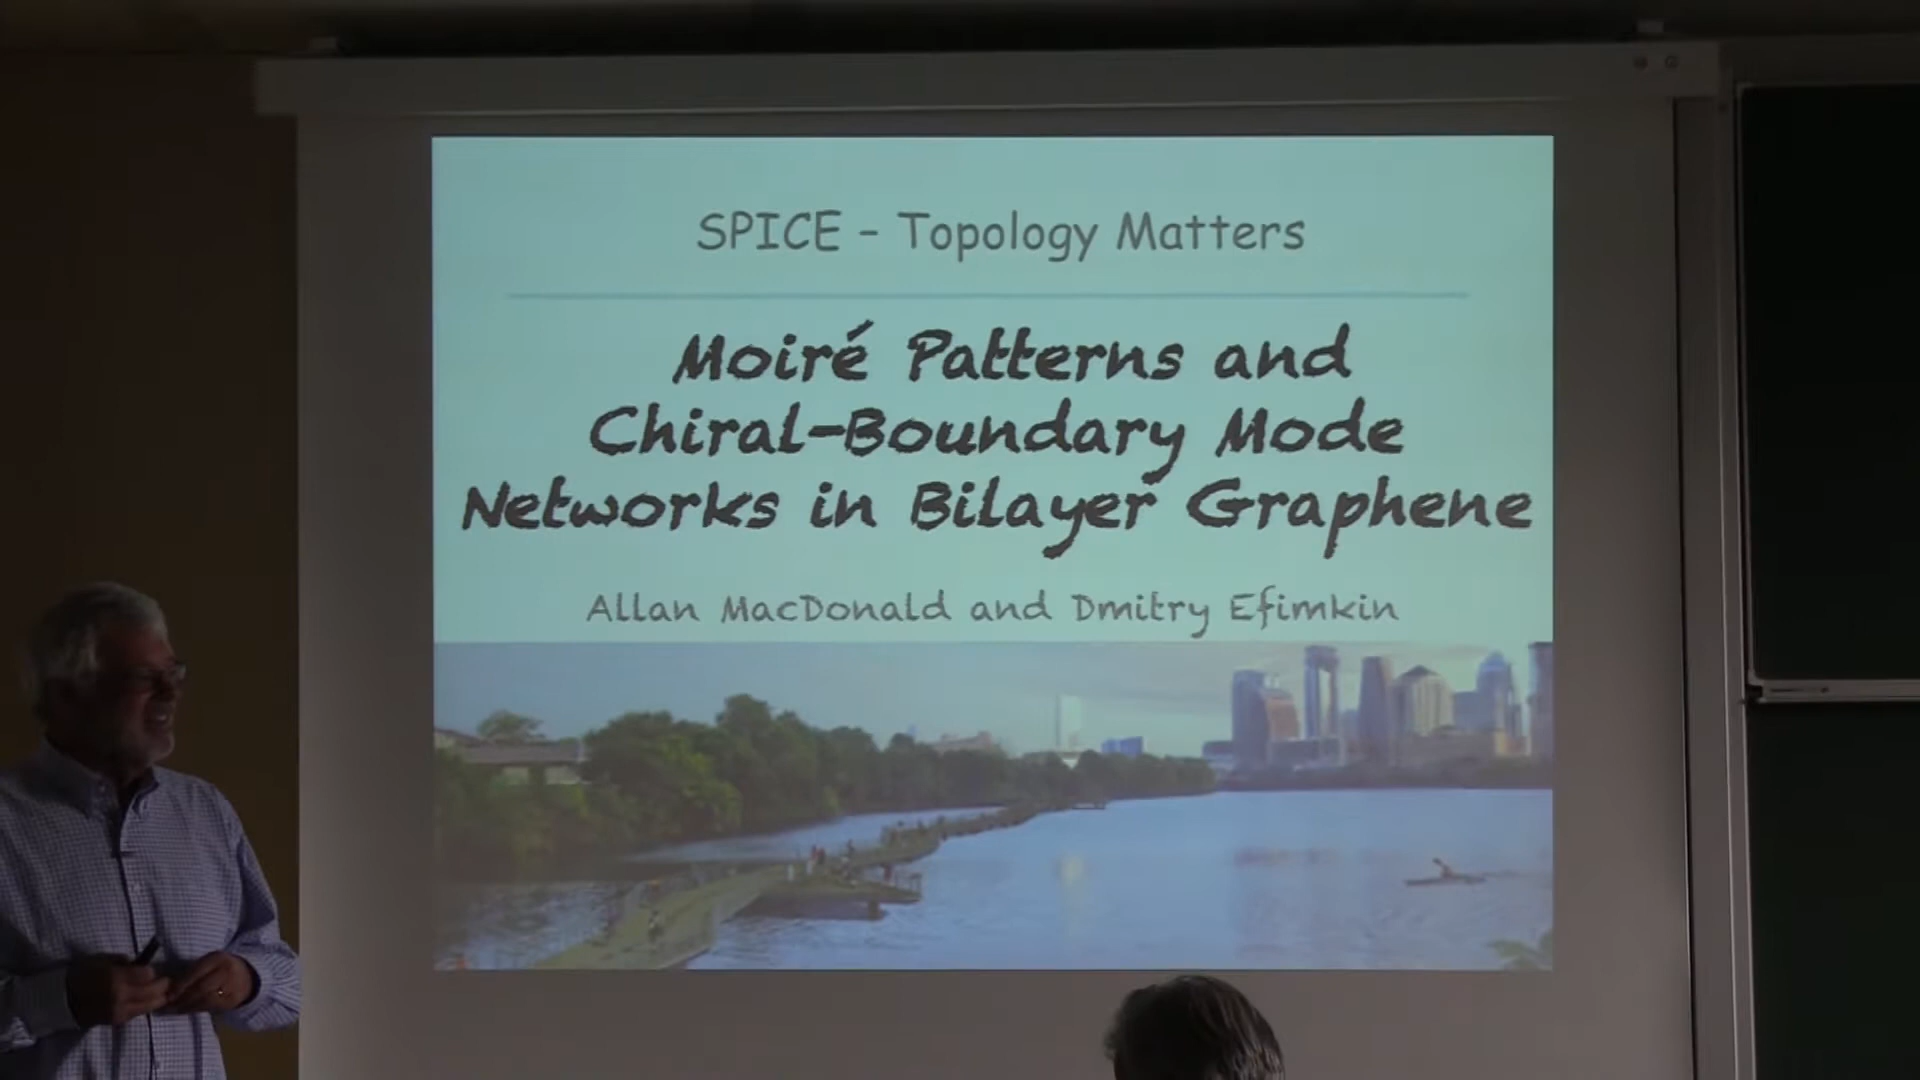 SPICE - Topology Matters
Moiré Patterns and
Chiral-Boundary Mode
Networks in Bilayer Graphene
Allan MacDonald and Dmitry Efimkin